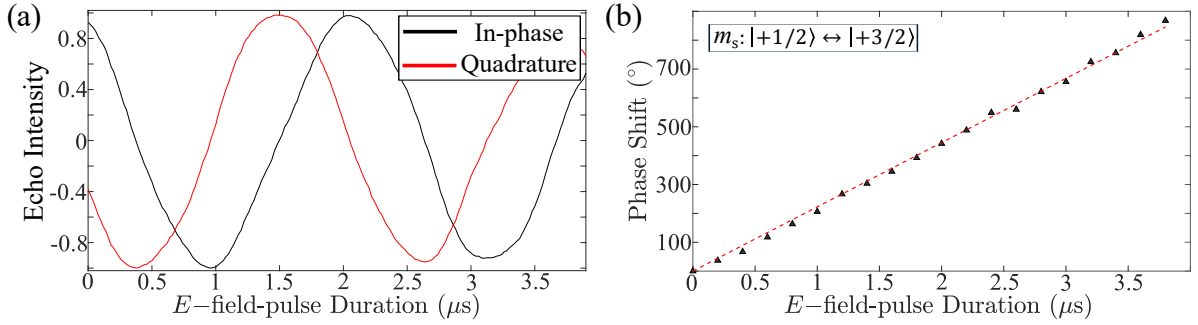 (a)
Echo Intensity
0.8
0.4
0
-0.4
-0.8
In-phase
Quadrature
0 0.5 1 1.5 2 2.5 3 3.5
E−field-pulse Duration (μs)
(b)
Phase Shift (°)
700
500
300
100
mₛ: |+1/2⟩ ↔ |+3/2⟩
0 0.5 1 1.5 2 2.5 3 3.5
E−field-pulse Duration (μs)